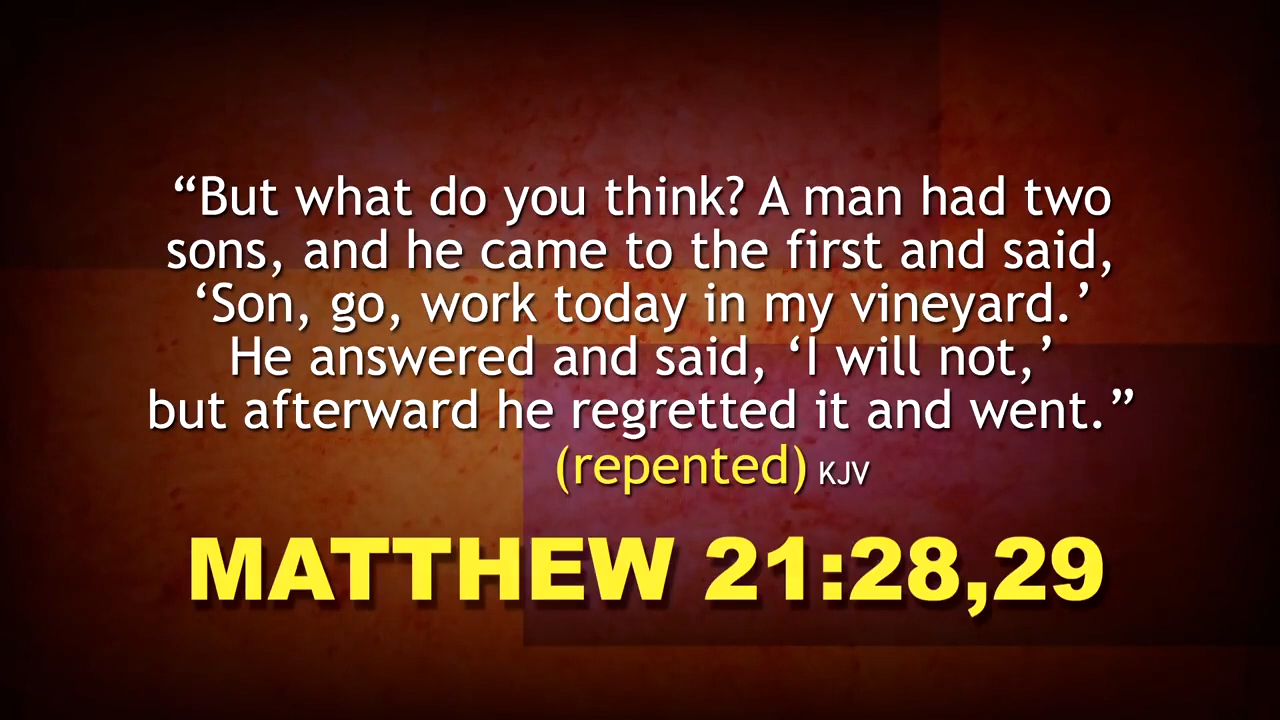 “But what do you think? A man had two
sons, and he came to the first and said,
‘Son, go, work today in my vineyard.’
He answered and said, ‘I will not,’
but afterward he regretted it and went.”
(repented) KJV
MATTHEW 21:28,29